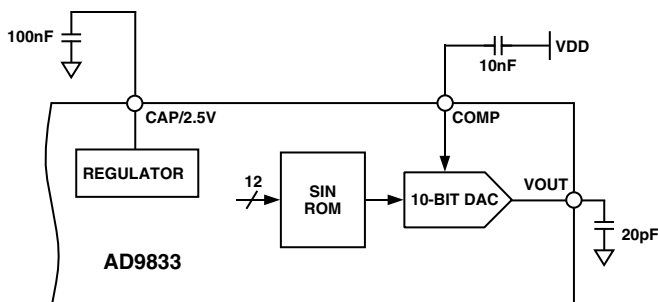 100nF
VDD
10nF
CAP/2.5V
COMP
REGULATOR
12
SIN
ROM
10-BIT DAC
VOUT
20pF
AD9833